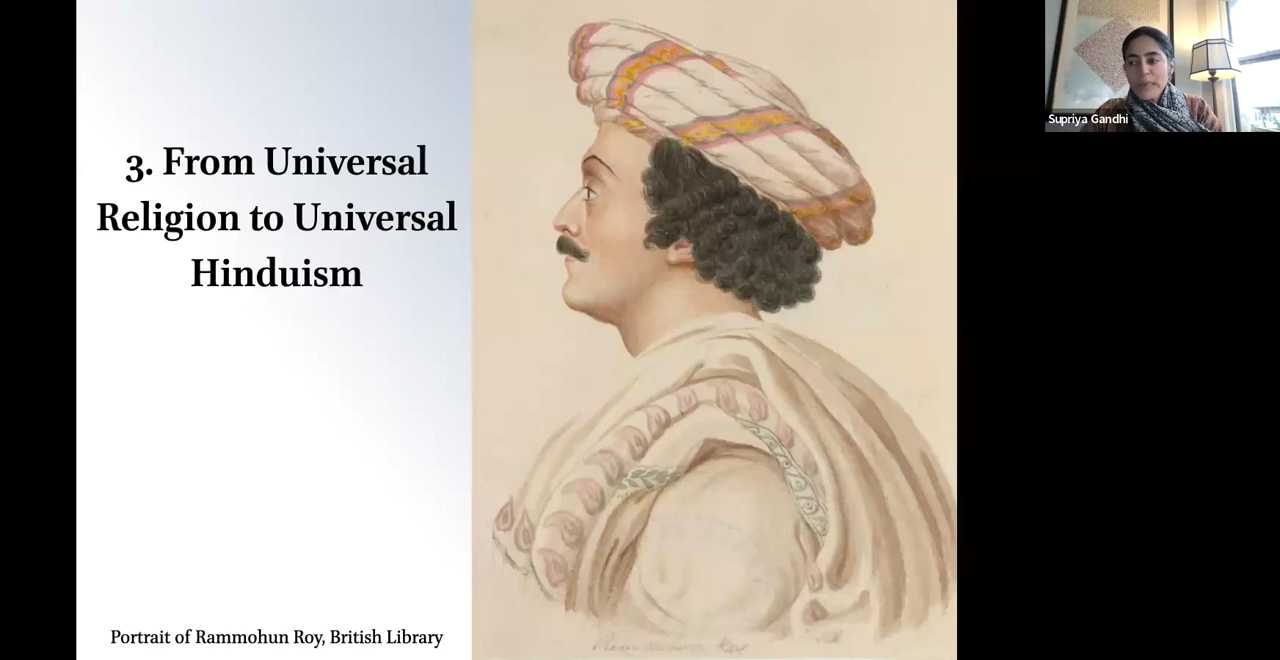 3. From Universal
Religion to Universal
Hinduism
Portrait of Rammohun Roy, British Library
Supriya Gandhi